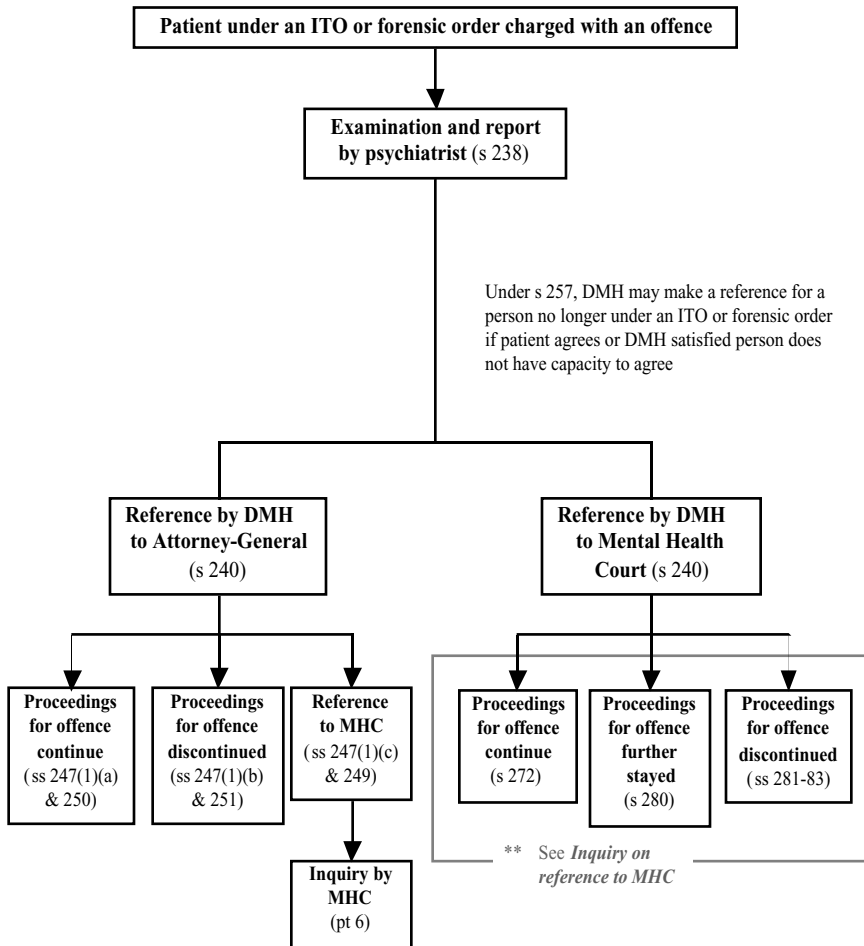 Patient under an ITO or forensic order charged with an offence
Examination and report
by psychiatrist (s 238)
Under s 257, DMH may make a reference for a
person no longer under an ITO or forensic order
if patient agrees or DMH satisfied person does
not have capacity to agree
Reference by DMH
to Attorney-General
(s 240)
Reference by DMH
to Mental Health
Court (s 240)
Proceedings
for offence
continue
(ss 247(1)(a)
& 250)
Proceedings
for offence
discontinued
(ss 247(1)(b)
& 251)
Reference
to MHC
(ss 247(1)(c)
& 249)
Proceedings
for offence
continue
(s 272)
Proceedings
for offence
further
stayed
(s 280)
Proceedings
for offence
discontinued
(ss 281-83)
Inquiry by
MHC
(pt 6)
** See Inquiry on
reference to MHC